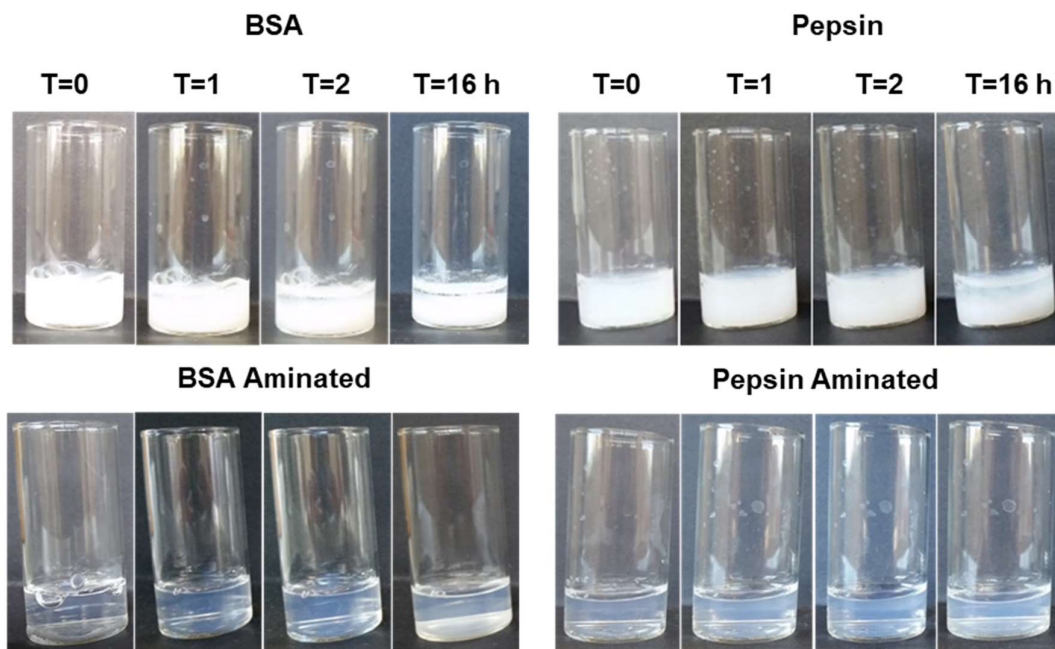 BSA
Pepsin
T=0 T=1 T=2 T=16 h
T=0 T=1 T=2 T=16 h
BSA Aminated
Pepsin Aminated